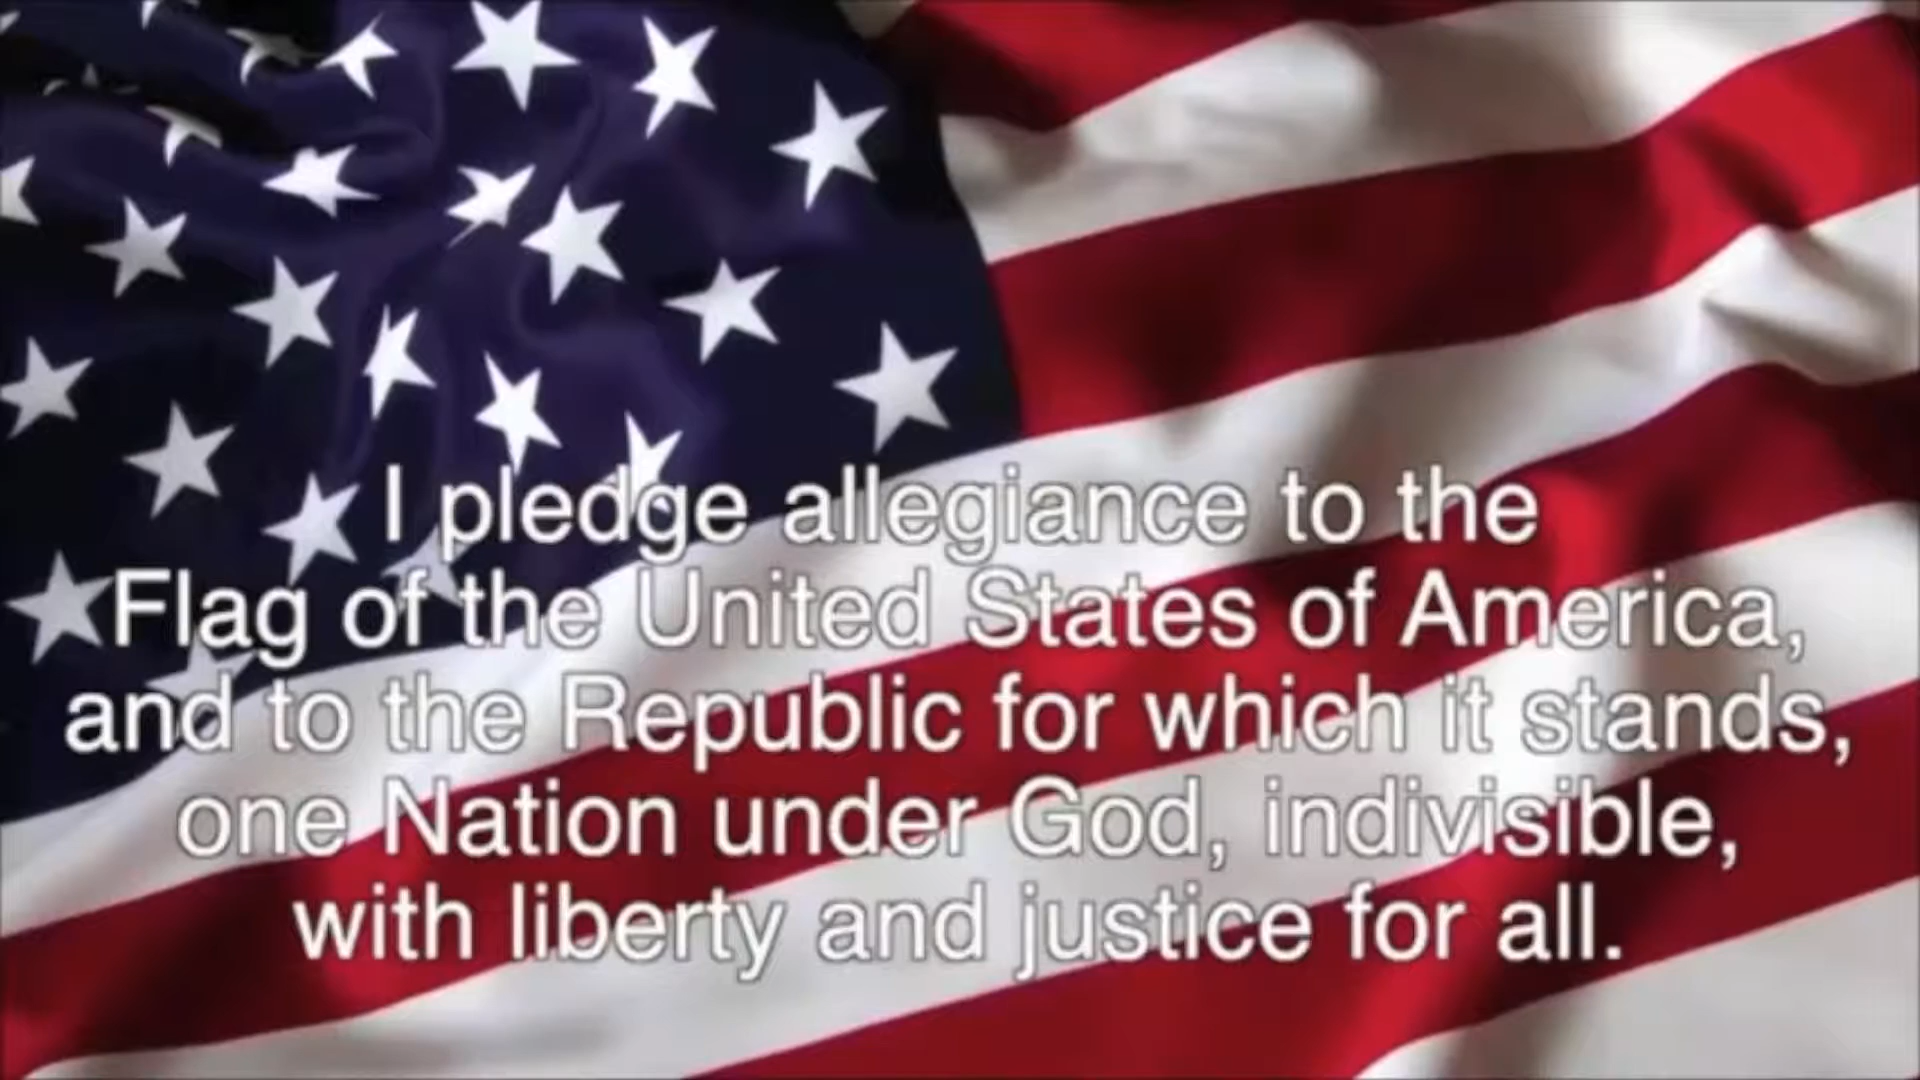 I pledge allegiance to the
Flag of the United States of America,
and to the Republic for which it stands,
one Nation under God, indivisible,
with liberty and justice for all.